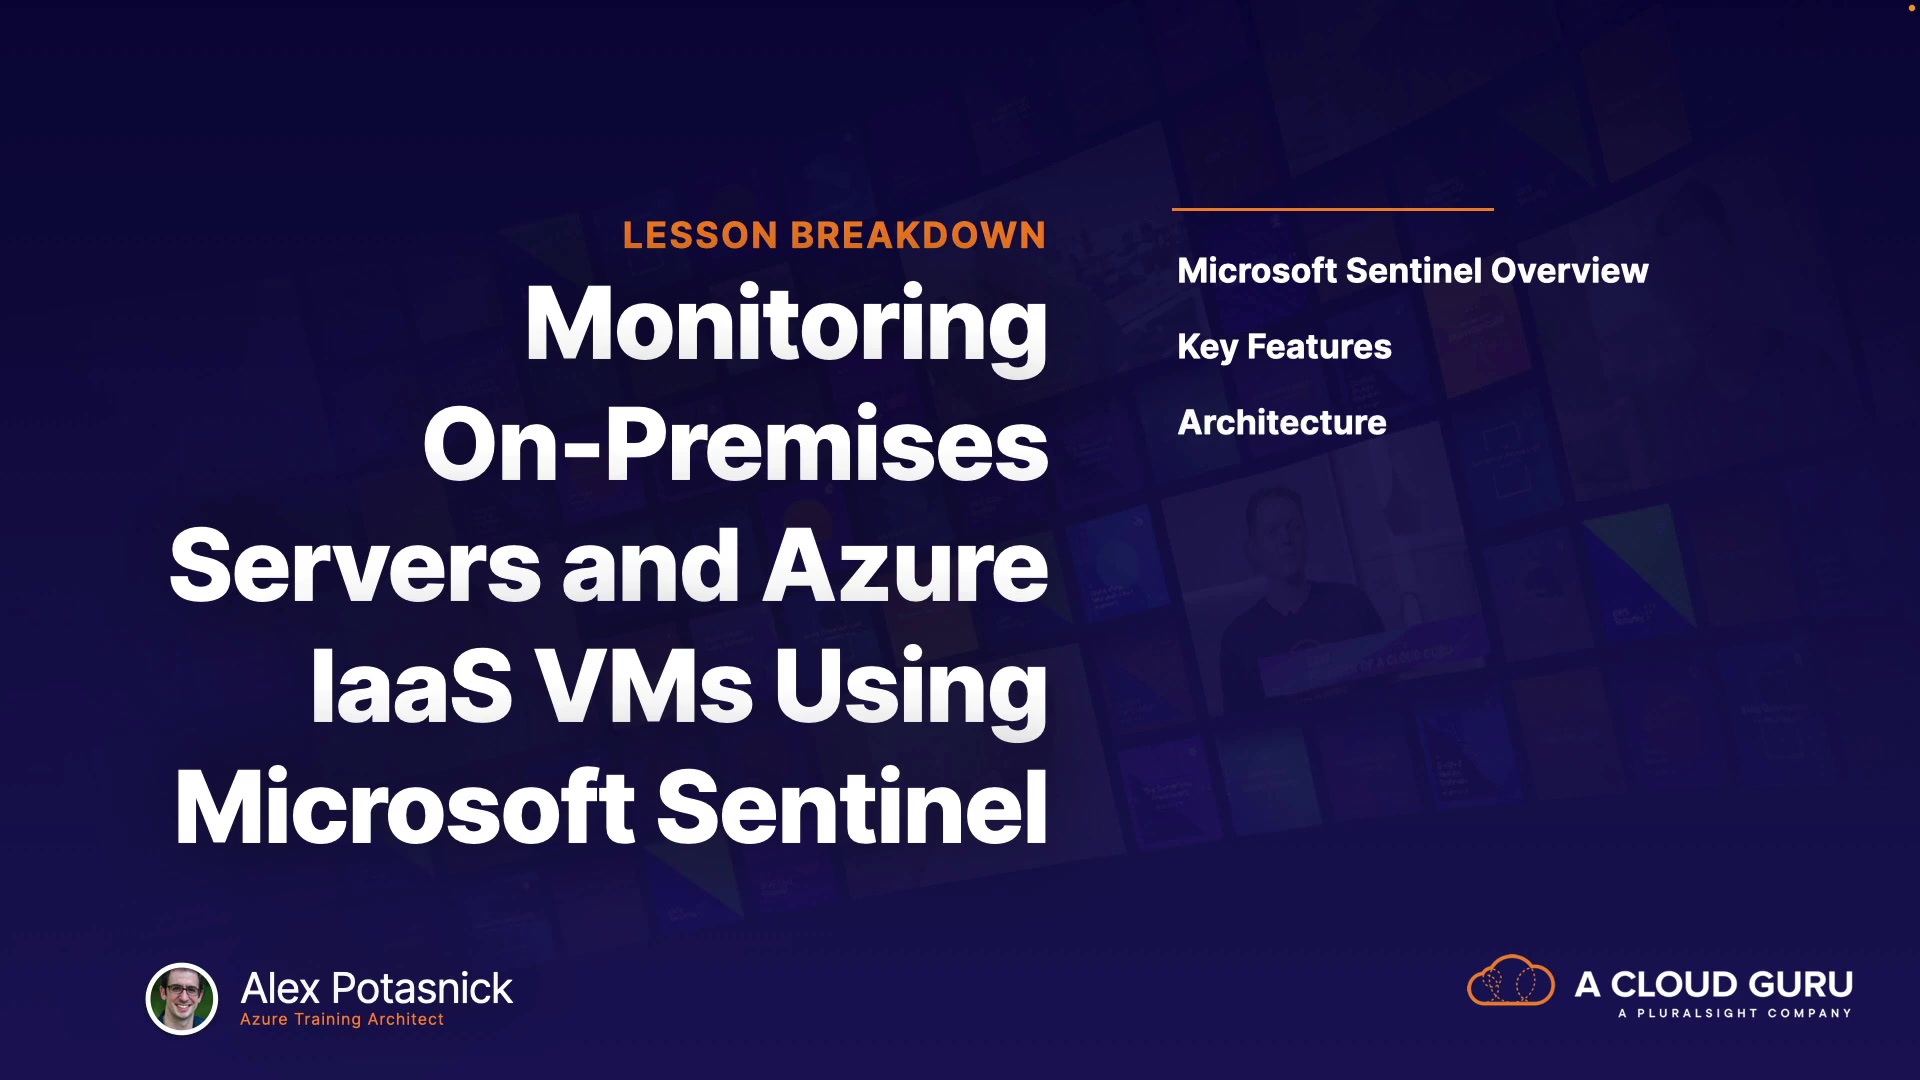 LESSON BREAKDOWN
Monitoring
On-Premises
Servers and Azure
IaaS VMs Using
Microsoft Sentinel
Microsoft Sentinel Overview
Key Features
Architecture
Alex Potasnick
Azure Training Architect
A CLOUD GURU
A PLURALSIGHT COMPANY